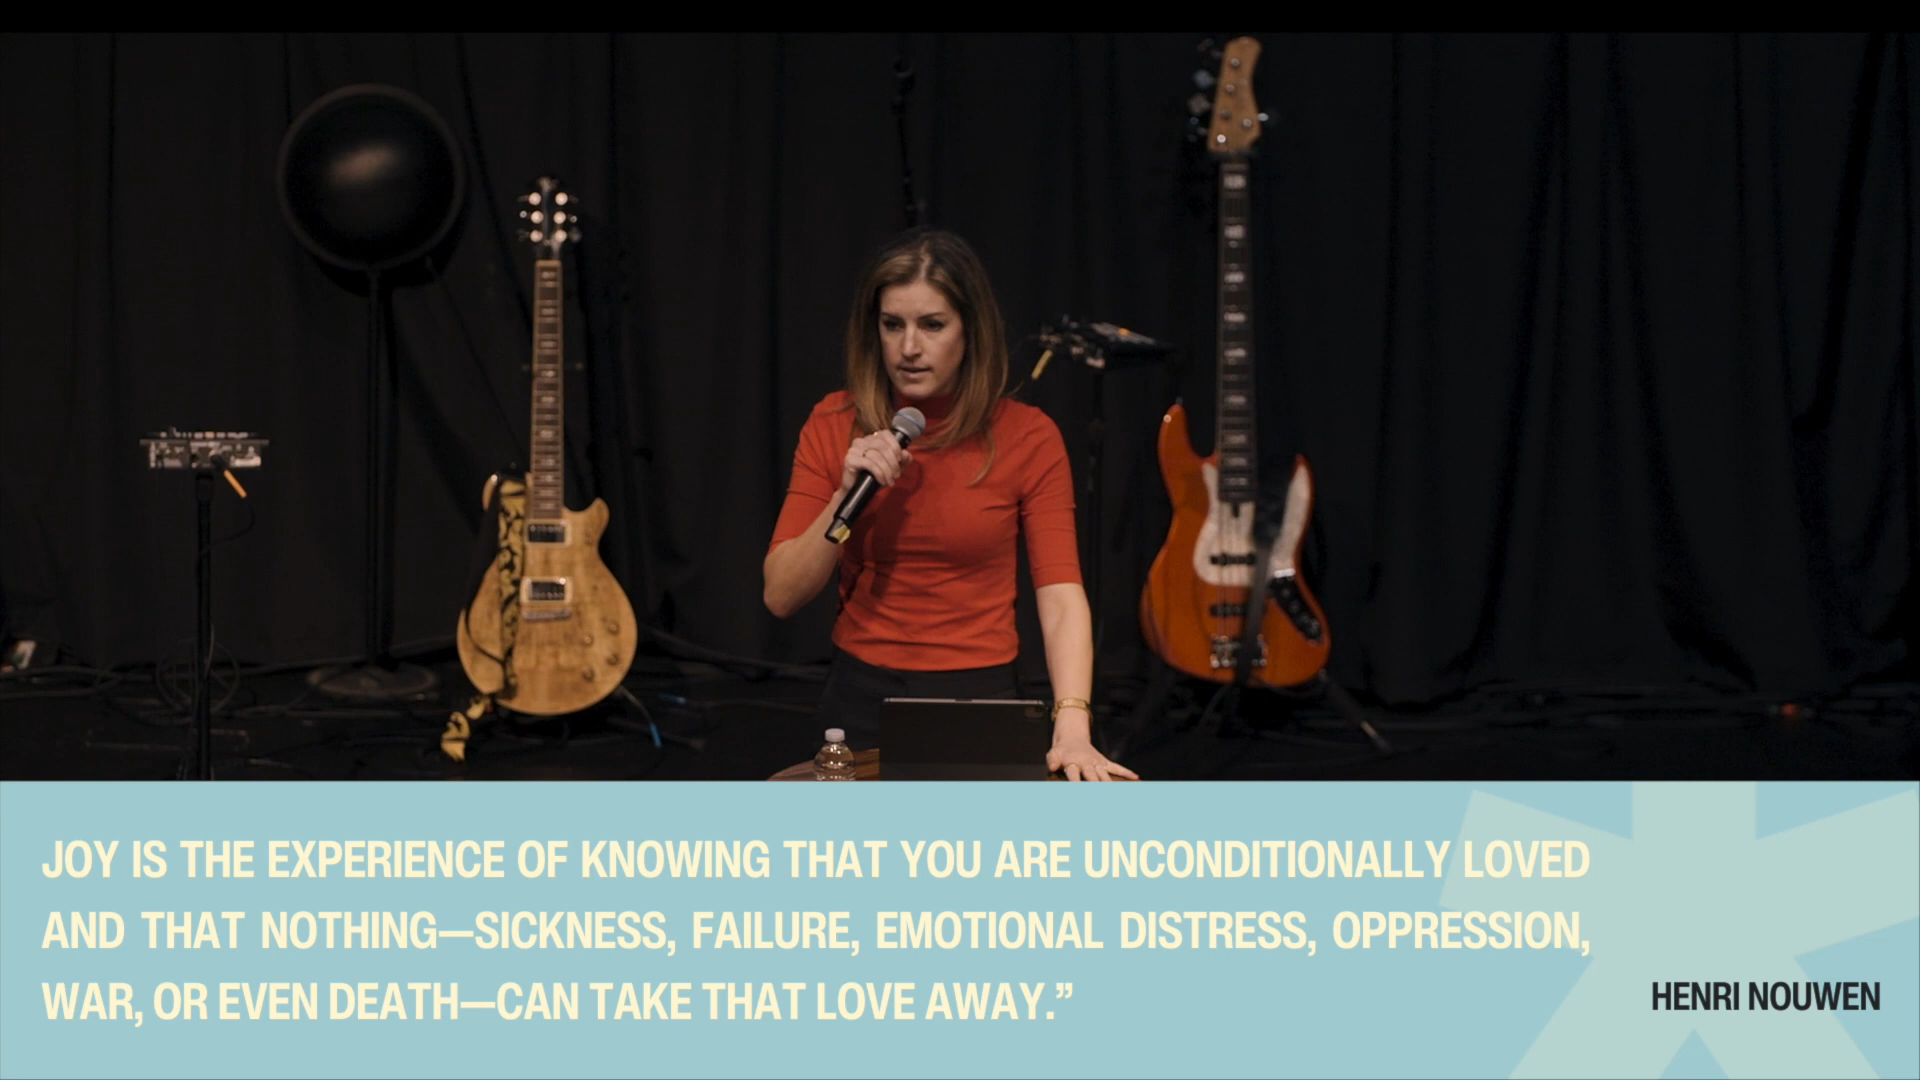 JOY IS THE EXPERIENCE OF KNOWING THAT YOU ARE UNCONDITIONALLY LOVED
AND THAT NOTHING—SICKNESS, FAILURE, EMOTIONAL DISTRESS, OPPRESSION,
WAR, OR EVEN DEATH—CAN TAKE THAT LOVE AWAY.”
HENRI NOUWEN